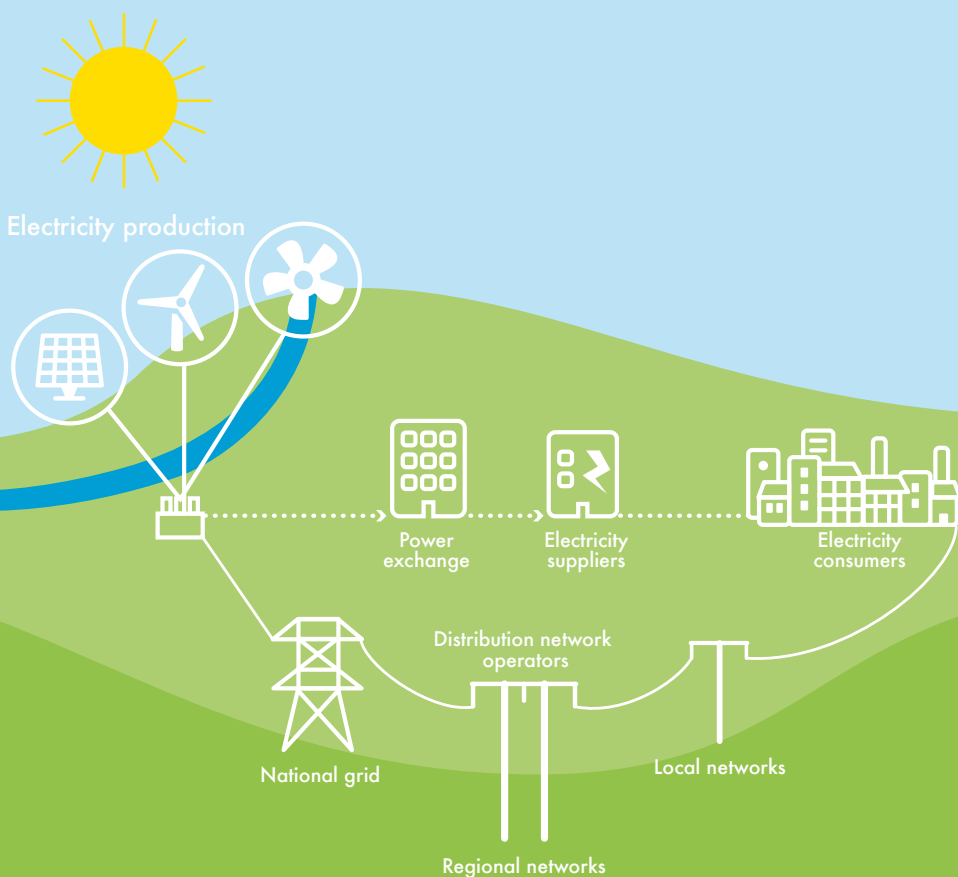 Electricity production
Power
exchange
Electricity
suppliers
Electricity
consumers
Distribution network
operators
National grid
Local networks
Regional networks